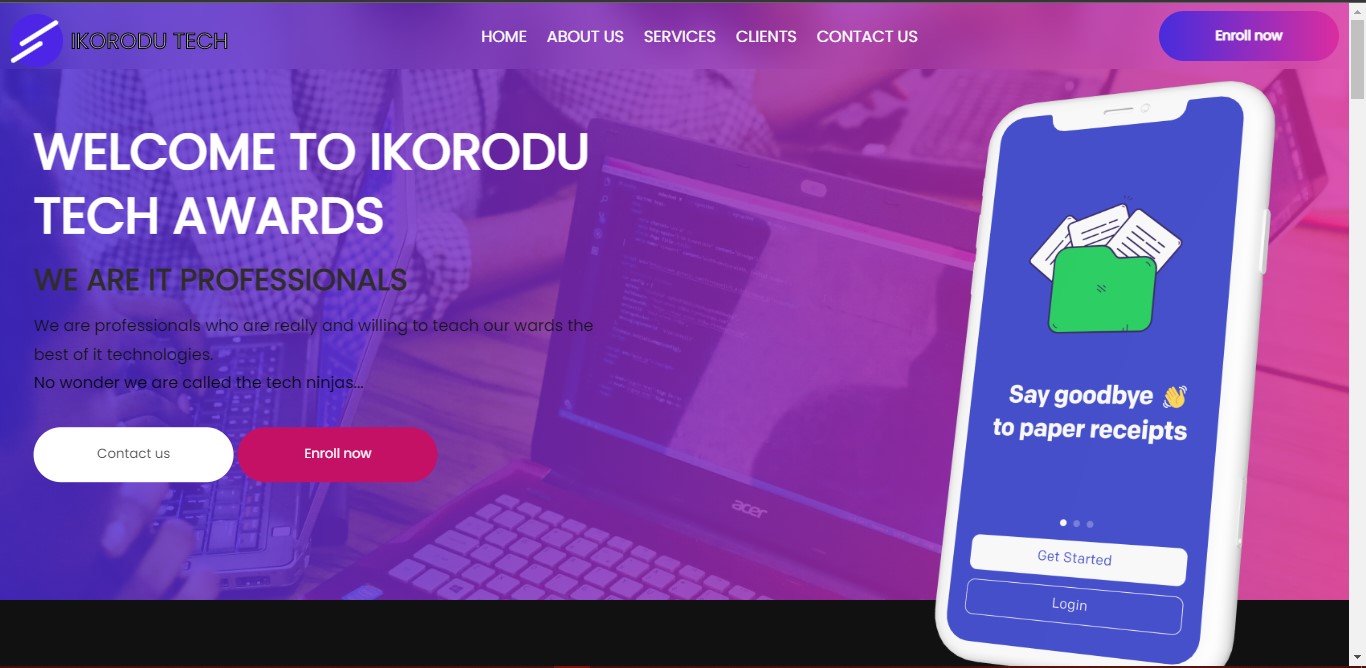 IKORODU TECH
HOME ABOUT US SERVICES CLIENTS CONTACT US
Enroll now
WELCOME TO IKORODU
TECH AWARDS
WE ARE IT PROFESSIONALS
We are professionals who are really and willing to teach our wards the
best of it technologies.
No wonder we are called the tech ninjas...
Contact us
Enroll now
acer
Say goodbye 👋
to paper receipts
Get Started
Login